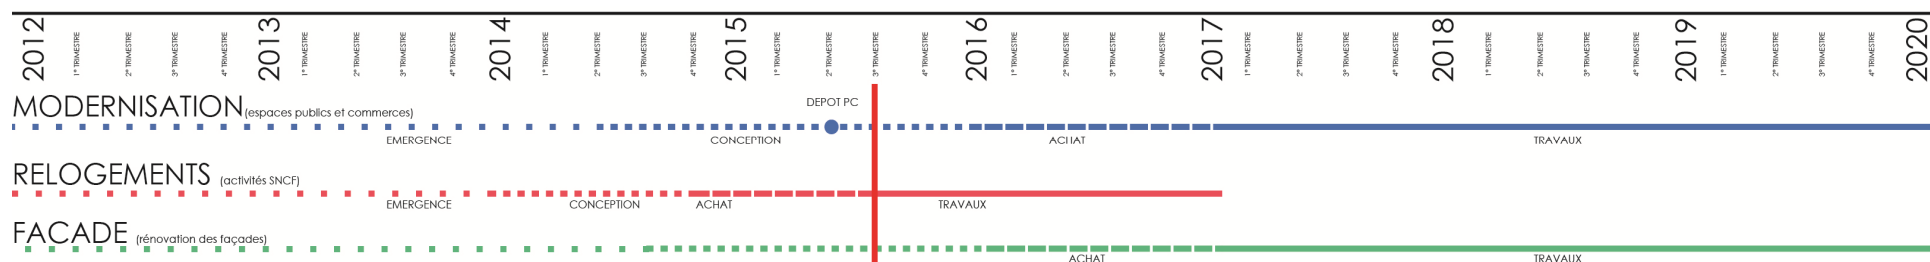 2012 1° TRIMESTRE 2° TRIMESTRE 3° TRIMESTRE 4° TRIMESTRE 2013 1° TRIMESTRE 2° TRIMESTRE 3° TRIMESTRE 4° TRIMESTRE 2014 1° TRIMESTRE 2° TRIMESTRE 3° TRIMESTRE 4° TRIMESTRE 2015 1° TRIMESTRE 2° TRIMESTRE 3° TRIMESTRE 4° TRIMESTRE 2016 1° TRIMESTRE 2° TRIMESTRE 3° TRIMESTRE 4° TRIMESTRE 2017 1° TRIMESTRE 2° TRIMESTRE 3° TRIMESTRE 4° TRIMESTRE 2018 1° TRIMESTRE 2° TRIMESTRE 3° TRIMESTRE 4° TRIMESTRE 2019 1° TRIMESTRE 2° TRIMESTRE 3° TRIMESTRE 4° TRIMESTRE 2020
MODERNISATION (espaces publics et commerces) DEPOT PC
EMERGENCE CONCEPTION ACHAT TRAVAUX
RELOGEMENTS (activités SNCF)
EMERGENCE CONCEPTION ACHAT TRAVAUX
FACADE (rénovation des façades)
ACHAT TRAVAUX